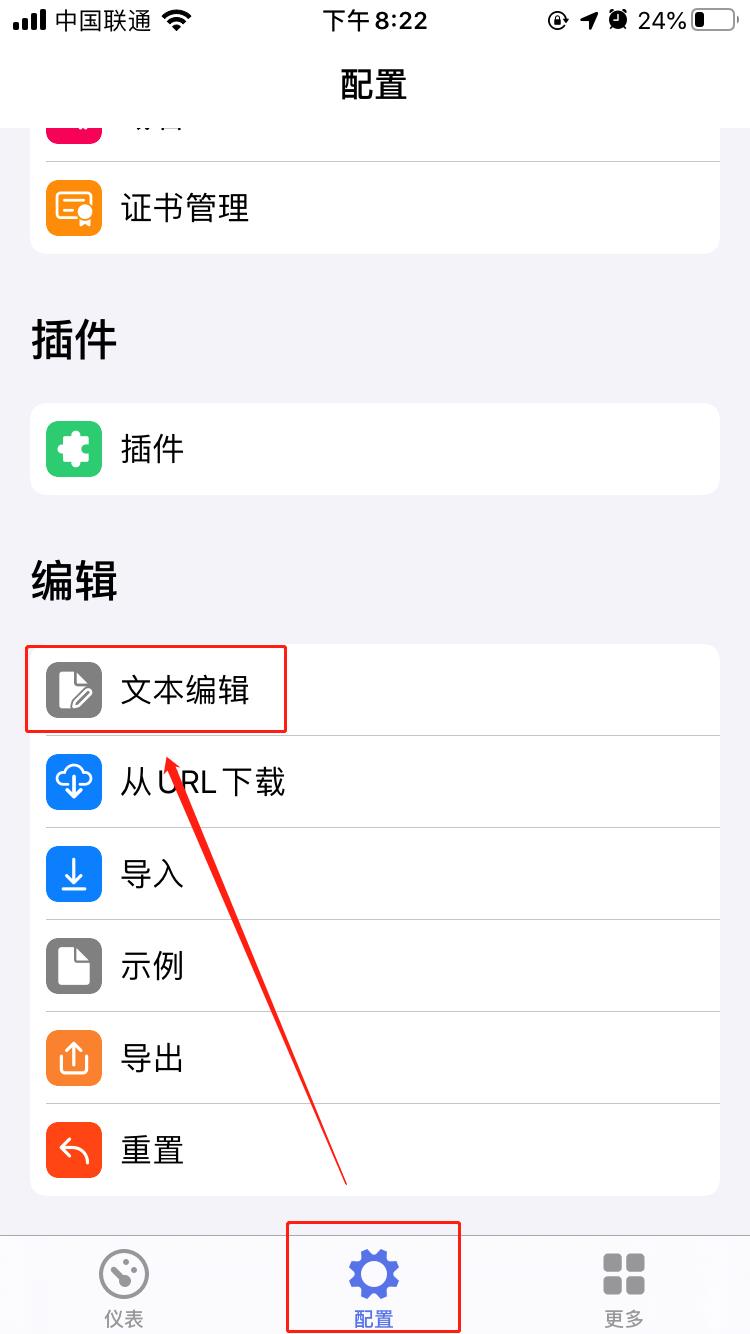 中国联通
下午8:22
24%
配置
证书管理
插件
插件
编辑
文本编辑
从 URL 下载
导入
示例
导出
重置
仪表
配置
更多